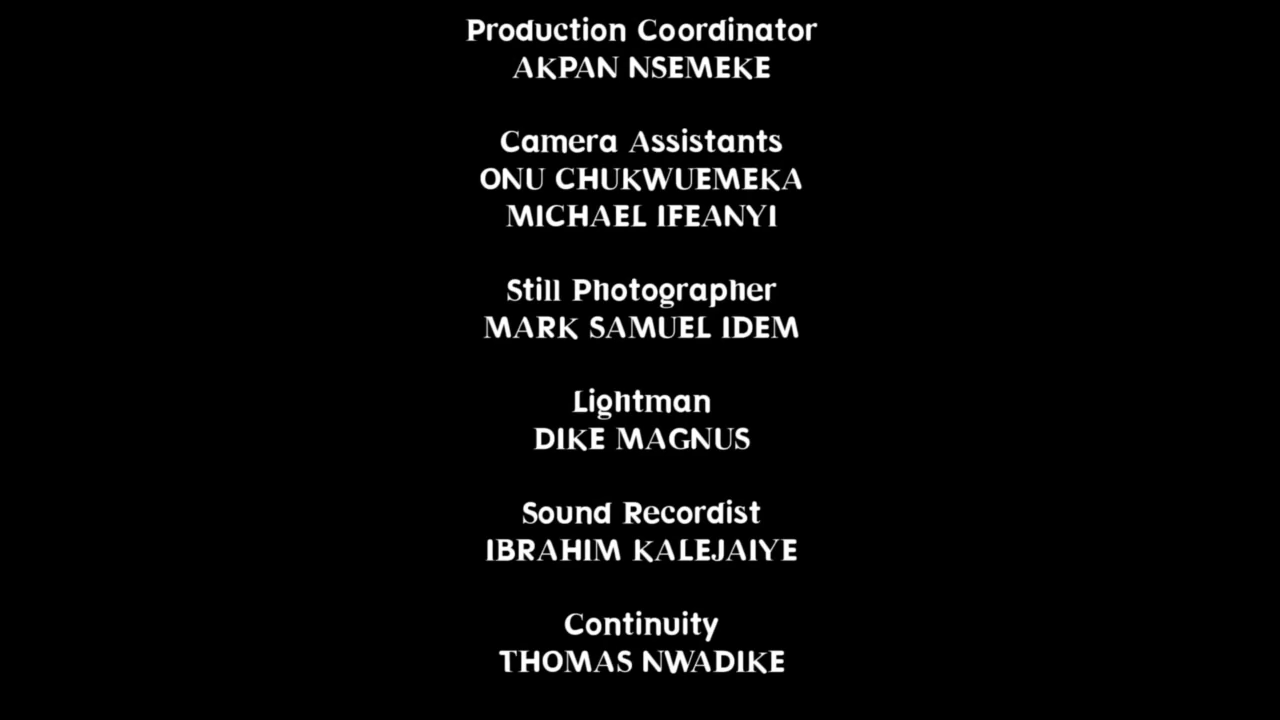 Production Coordinator
AKPAN NSEMEKE
Camera Assistants
ONU CHUKWUEMEKA
MICHAEL IFEANYI
Still Photographer
MARK SAMUEL IDEM
Lightman
DIKE MAGNUS
Sound Recordist
IBRAHIM KALEJAIYE
Continuity
THOMAS NWADIKE